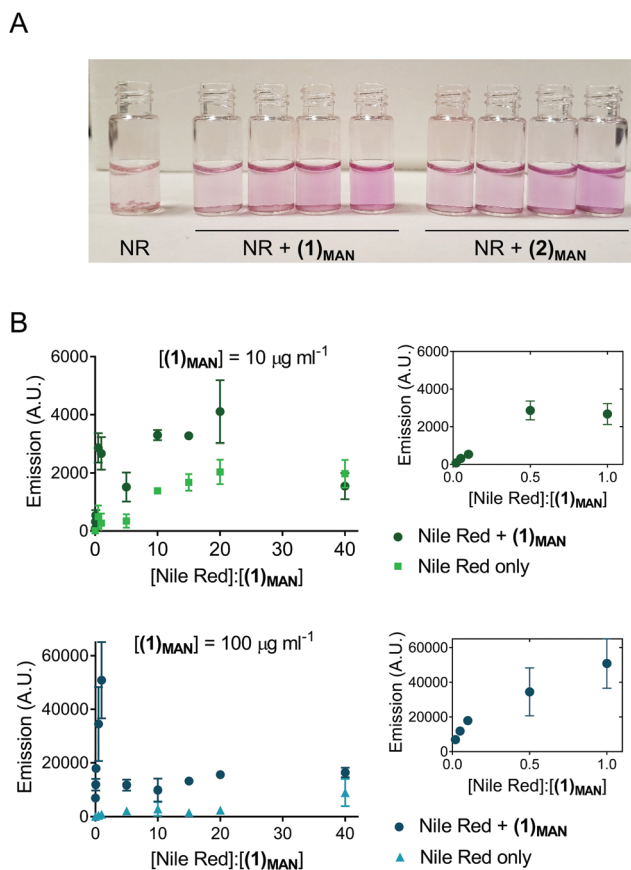 A
NR
NR + (1)MAN
NR + (2)MAN
B
[(1)MAN] = 10 μg ml-1
6000
4000
2000
0
0
10
20
30
40
Emission (A.U.)
[Nile Red]:[(1)MAN]
6000
4000
2000
0
0.0
0.5
1.0
Emission (A.U.)
[Nile Red]:[(1)MAN]
Nile Red + (1)MAN
Nile Red only
[(1)MAN] = 100 μg ml-1
60000
40000
20000
0
0
10
20
30
40
Emission (A.U.)
[Nile Red]:[(1)MAN]
60000
40000
20000
0
0.0
0.5
1.0
Emission (A.U.)
[Nile Red]:[(1)MAN]
Nile Red + (1)MAN
Nile Red only